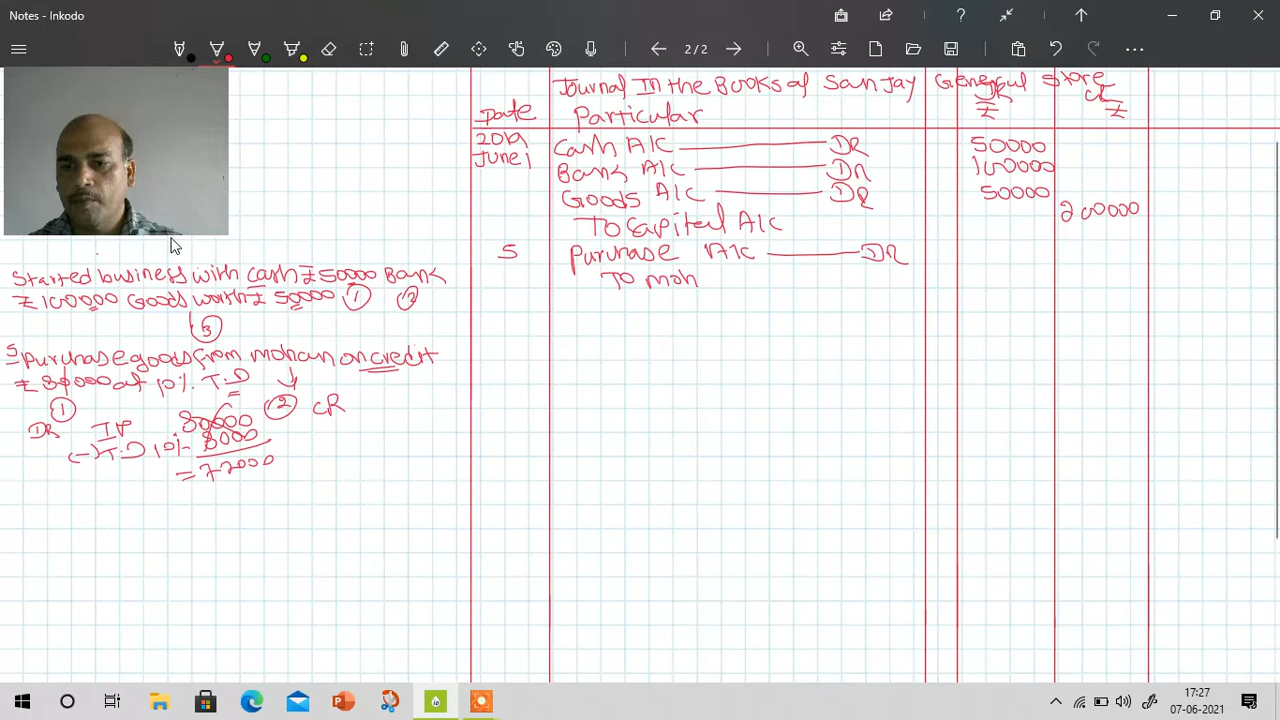 Notes - Inkodo
2/2
Journal In the Books of Sanjay General Store
Date Particular DR ₹ CR ₹
2019
June 1 Cash A/C DR 50000
Bank A/C DR 100000
Goods A/C DR 50000
To Capital A/C 200000
5 Purchase A/C DR
To moh
Started business with cash ₹ 50000 Bank
₹ 100000 Goods worth ₹ 50000 1 2
3
5 purchase goods from mohan on credit
₹ 80000 at 10%. T.D
1 2 CR
DR I.P 80000
(-) T.D 10% 8000
= 72000
17:27
07-06-2021